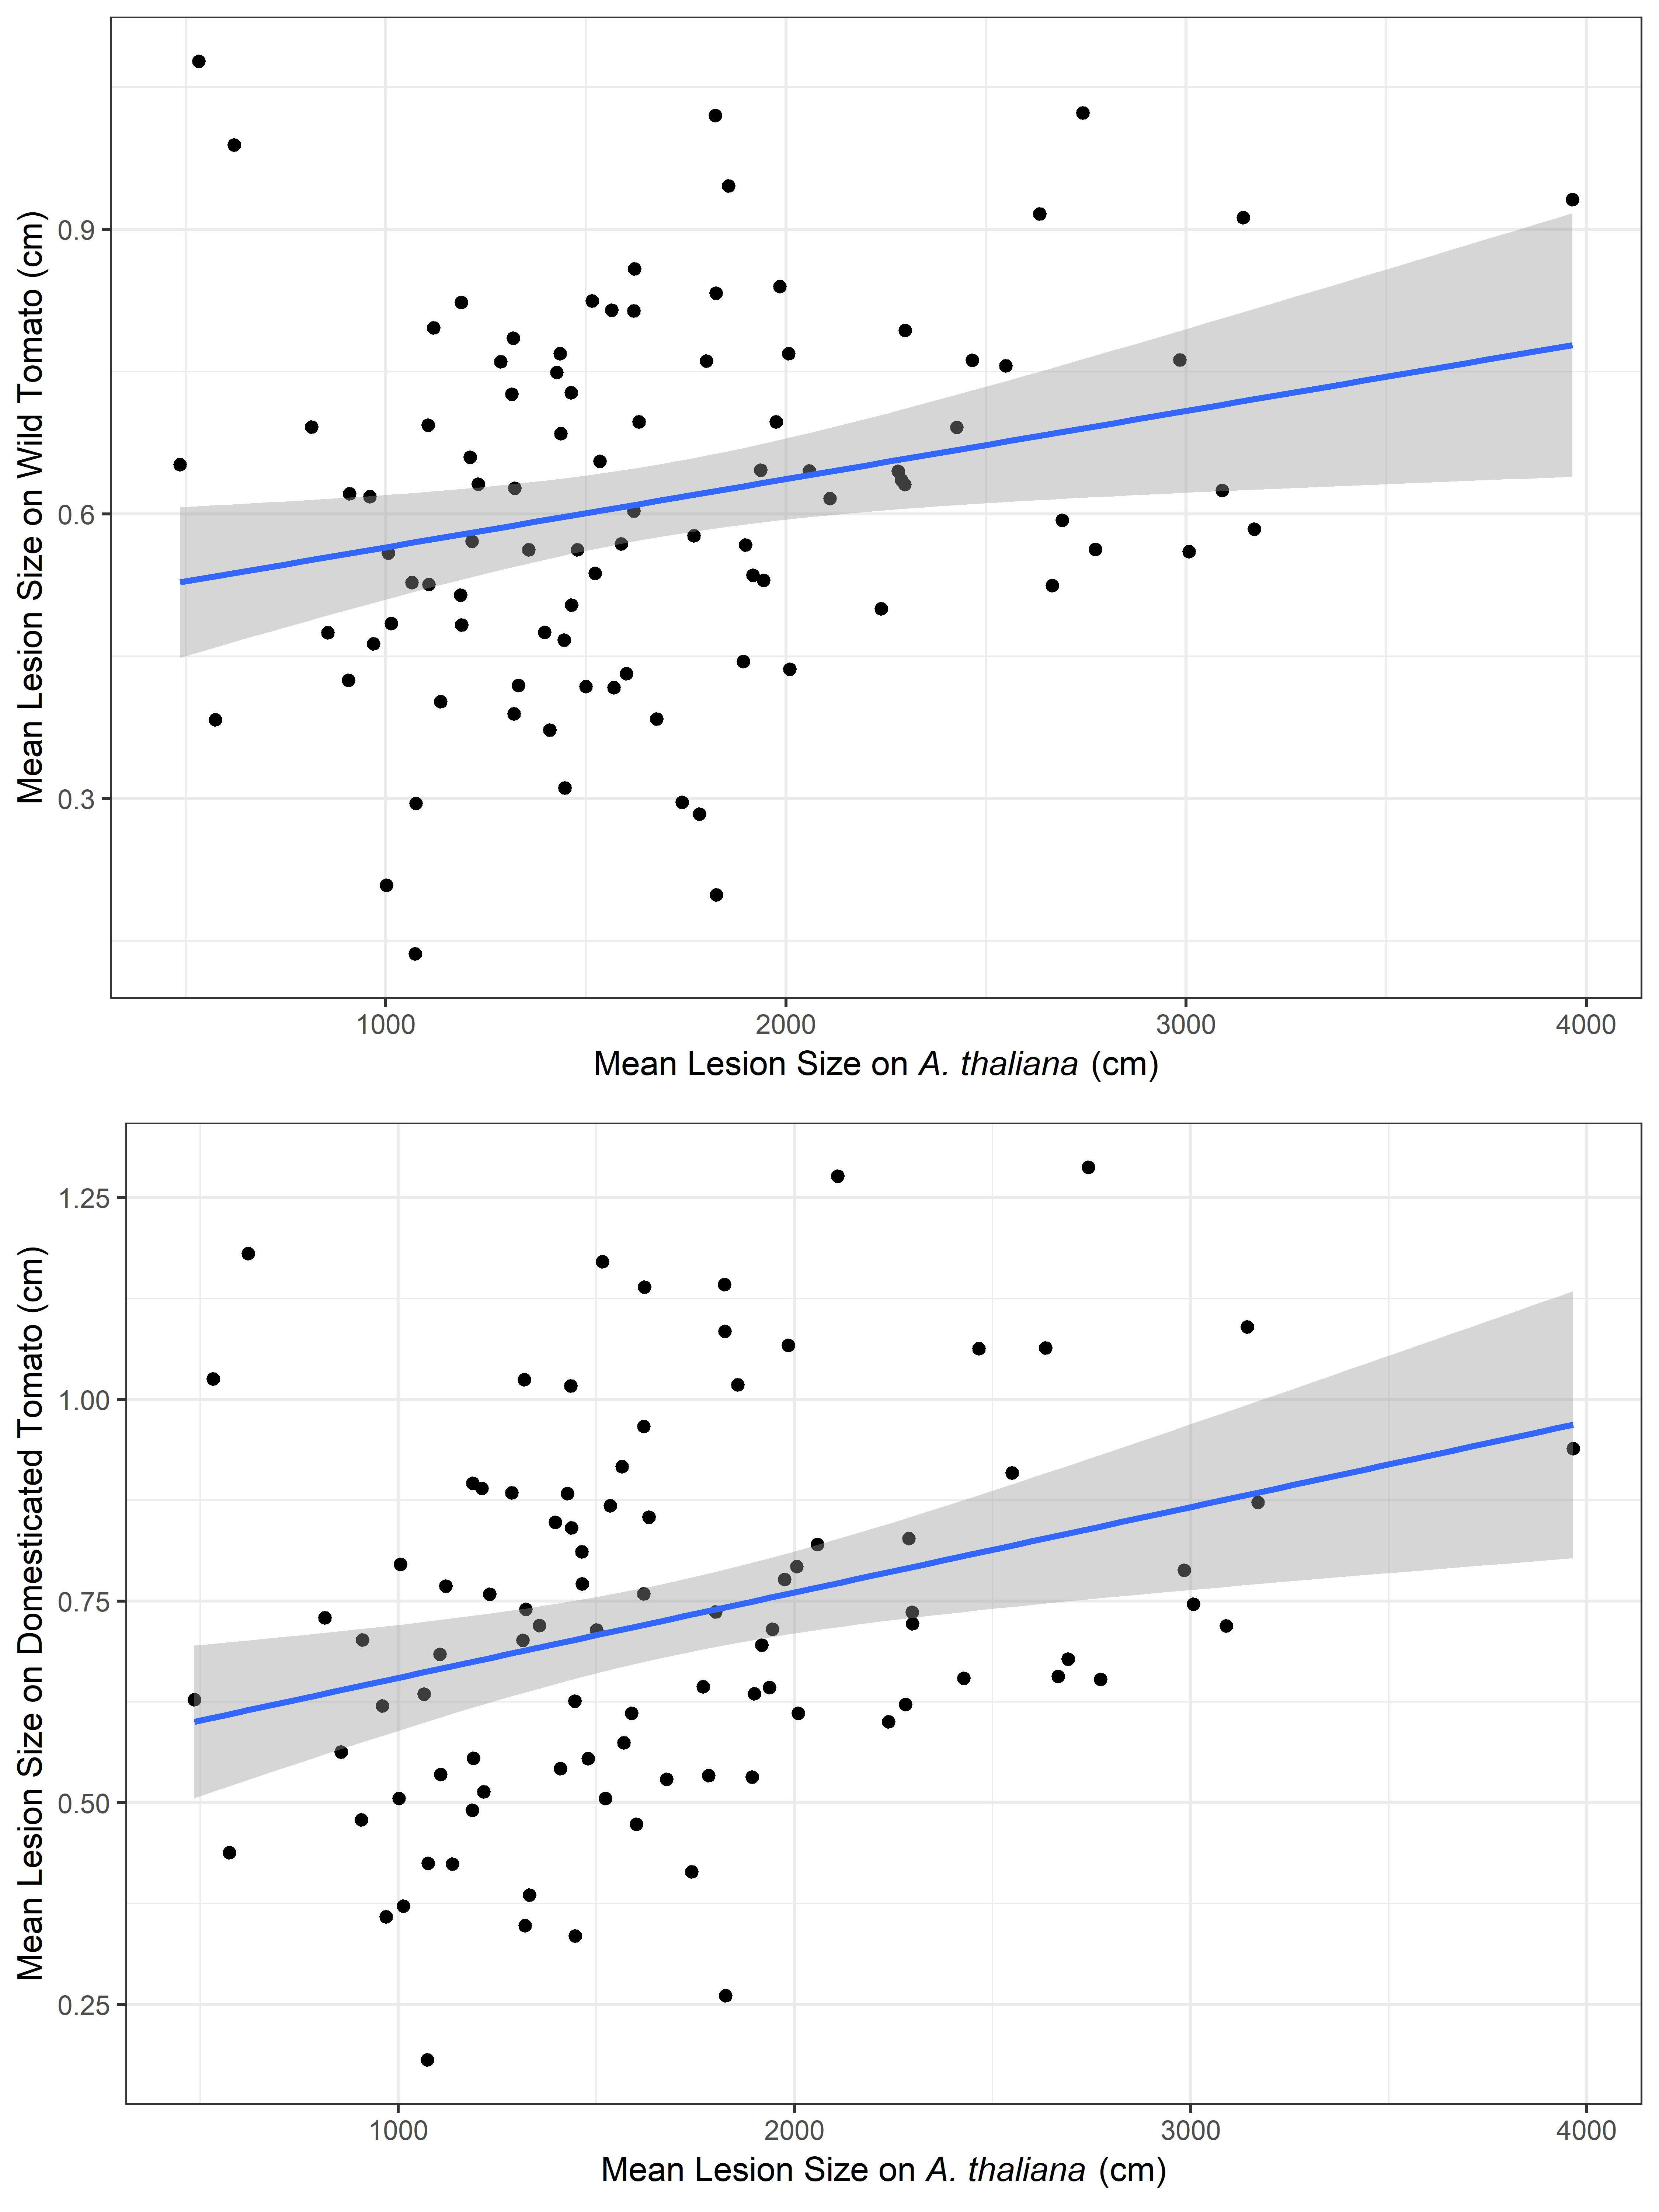 Mean Lesion Size on Wild Tomato (cm)
0.9
0.6
0.3
1000 2000 3000 4000
Mean Lesion Size on A. thaliana (cm)
Mean Lesion Size on Domesticated Tomato (cm)
1.25
1.00
0.75
0.50
0.25
1000 2000 3000 4000
Mean Lesion Size on A. thaliana (cm)